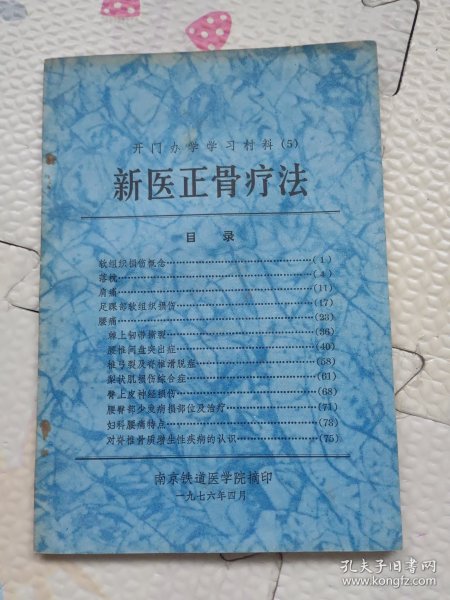 开门办学学习材料(5)
新医正骨疗法
目 录
软组织损伤概念……(1)
落枕……(4)
肩痛……(11)
足踝部软组织损伤……(17)
腰痛……(23)
棘上韧带撕裂……(36)
腰椎间盘突出症……(40)
椎弓裂及脊椎滑脱症……(58)
梨状肌损伤综合症……(61)
臀上皮神经损伤……(68)
腰臀部少见病损部位及治疗……(71)
妇科腰痛特点……(73)
对脊椎骨质增生性疾病的认识……(75)
南京铁道医学院摘印
一九七六年四月
孔夫子旧书网
www.kongfz.com